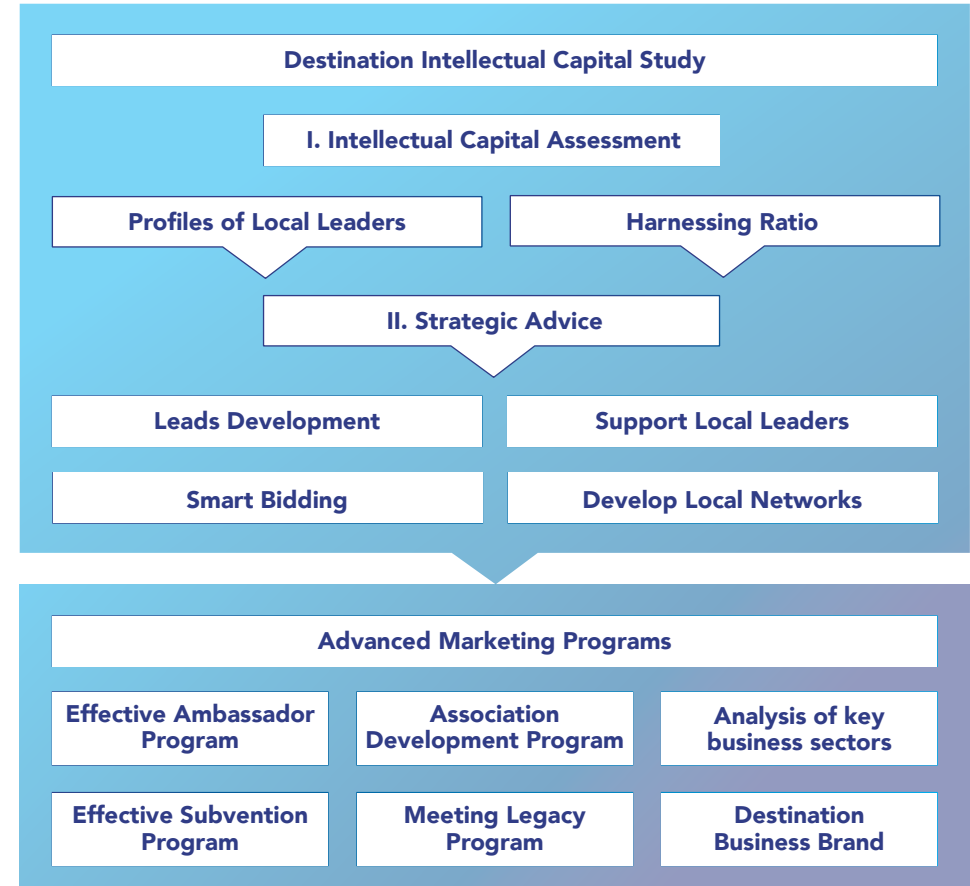 Destination Intellectual Capital Study
I. Intellectual Capital Assessment
Profiles of Local Leaders
Harnessing Ratio
II. Strategic Advice
Leads Development
Support Local Leaders
Smart Bidding
Develop Local Networks
Advanced Marketing Programs
Effective Ambassador
Program
Association
Development Program
Analysis of key
business sectors
Effective Subvention
Program
Meeting Legacy
Program
Destination
Business Brand